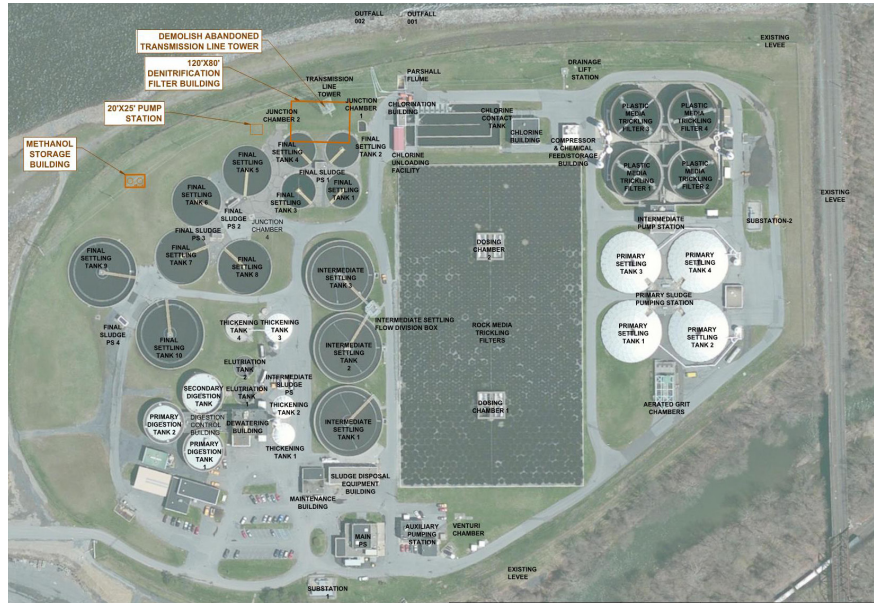 OUTFALL
002
OUTFALL
001
DEMOLISH ABANDONED
TRANSMISSION LINE TOWER
120'X80'
DENITRIFICATION
FILTER BUILDING
20'X25' PUMP
STATION
METHANOL
STORAGE
BUILDING
EXISTING
LEVEE
DRAINAGE
LIFT
STATION
PARSHALL
FLUME
TRANSMISSION
LINE
TOWER
JUNCTION
CHAMBER 2
JUNCTION
CHAMBER
1
CHLORINATION
BUILDING
CHLORINE
CONTACT
TANK
CHLORINE
BUILDING
COMPRESSOR
& CHEMICAL
FEED/STORAGE
BUILDING
PLASTIC
MEDIA
TRICKLING
FILTER 3
PLASTIC
MEDIA
TRICKLING
FILTER 4
PLASTIC
MEDIA
TRICKLING
FILTER 1
PLASTIC
MEDIA
TRICKLING
FILTER 2
FINAL
SETTLING
TANK 4
FINAL
SETTLING
TANK 2
FINAL
SETTLING
TANK 5
FINAL SLUDGE
PS 1
FINAL
SETTLING
TANK 3
FINAL
SETTLING
TANK 1
CHLORINE
UNLOADING
FACILITY
FINAL
SETTLING
TANK 6
FINAL
SLUDGE
PS 2
JUNCTION
CHAMBER
4
FINAL SLUDGE
PS 3
FINAL
SETTLING
TANK 7
FINAL
SETTLING
TANK 8
FINAL
SETTLING
TANK 9
FINAL
SETTLING
TANK 10
FINAL
SLUDGE
PS 4
INTERMEDIATE
SETTLING
TANK 3
INTERMEDIATE SETTLING
FLOW DIVISION BOX
INTERMEDIATE
SETTLING
TANK
2
INTERMEDIATE
SETTLING
TANK 1
DOSING
CHAMBER
2
ROCK MEDIA
TRICKLING
FILTERS
DOSING
CHAMBER 1
INTERMEDIATE
PUMP STATION
SUBSTATION-2
EXISTING
LEVEE
PRIMARY
SETTLING
TANK 3
PRIMARY
SETTLING
TANK 4
PRIMARY SLUDGE
PUMPING STATION
PRIMARY
SETTLING
TANK 1
PRIMARY
SETTLING
TANK 2
AERATED GRIT
CHAMBERS
THICKENING
TANK
4
THICKENING
TANK
3
ELUTRIATION
TANK
2
ELUTRIATION
TANK
1
INTERMEDIATE
SLUDGE
PS
THICKENING
TANK 2
SECONDARY
DIGESTION
TANK
PRIMARY
DIGESTION
TANK 2
DIGESTION
CONTROL
BUILDING
PRIMARY
DIGESTION
TANK
1
DEWATERING
BUILDING
THICKENING
TANK 1
SLUDGE DISPOSAL
EQUIPMENT
BUILDING
MAINTENANCE
BUILDING
MAIN
PS
AUXILIARY
PUMPING
STATION
VENTURI
CHAMBER
SUBSTATION
1
EXISTING
LEVEE